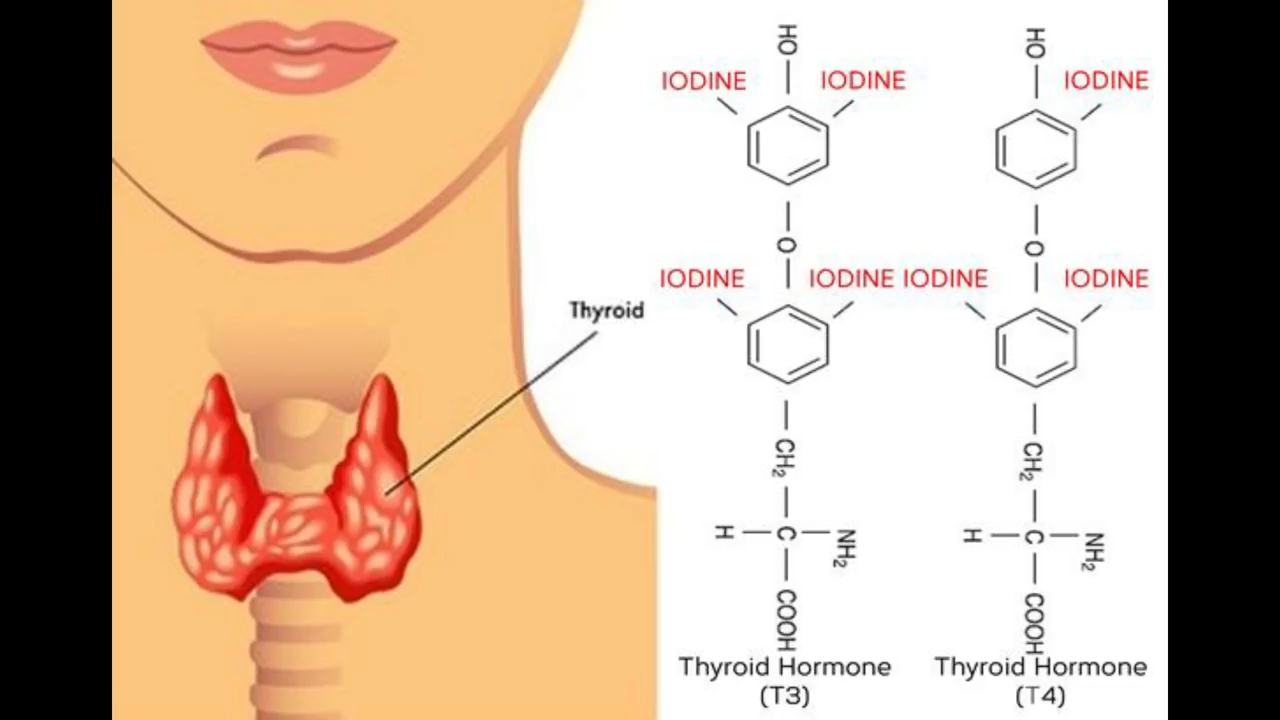 HO
HO
IODINE IODINE IODINE
O
O
IODINE IODINE IODINE IODINE
Thyroid
CH2
CH2
H C NH2
H C NH2
COOH
COOH
Thyroid Hormone
(T3)
Thyroid Hormone
(T4)